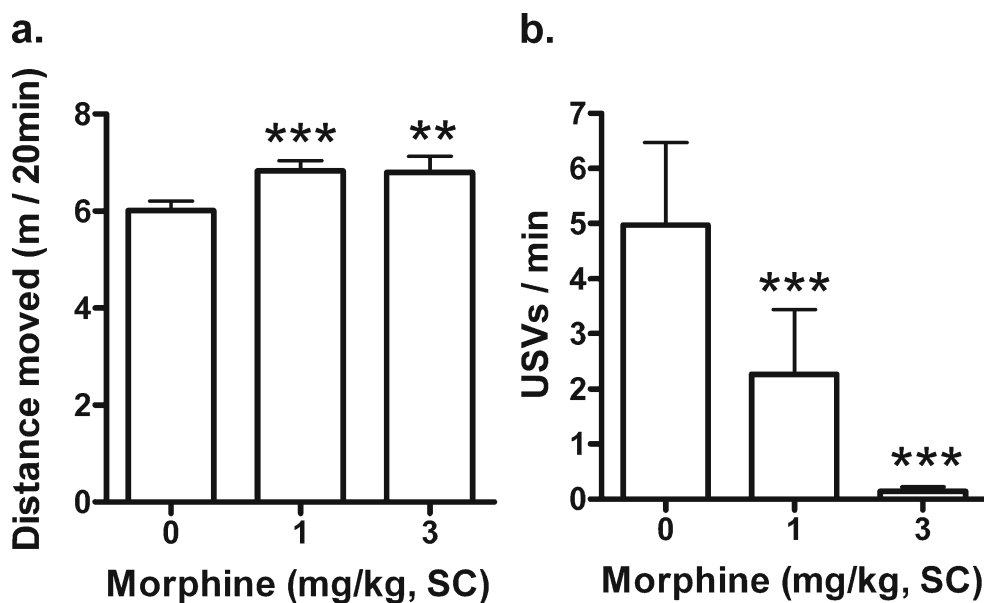 a.
Distance moved (m / 20min)
8
6
4
2
0
***
**
0 1 3
Morphine (mg/kg, SC)
b.
USVs / min
7
6
5
4
3
2
1
0
***
***
0 1 3
Morphine (mg/kg, SC)